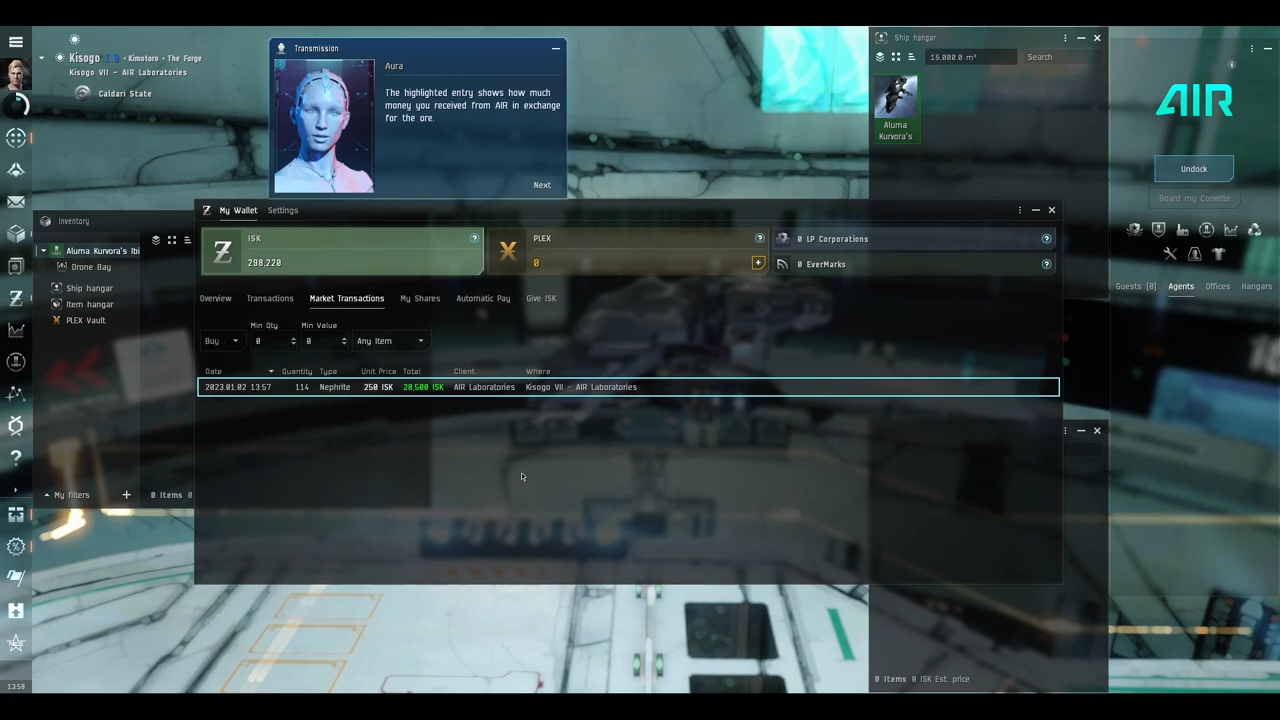 Kisogo 1.0 • Kimotoro • The Forge
Kisogo VII - AIR Laboratories
Caldari State
Transmission
Aura
The highlighted entry shows how much
money you received from AIR in exchange
for the ore.
Next
Ship hangar
15,000.0 m³
Search
Aluma
Kurvora's
AIR
Undock
Board my Corvette
Guests [8]
Agents
Offices
Hangars
Inventory
Aluma Kurvora's Ibi
Drone Bay
Ship hangar
Item hangar
PLEX Vault
My filters
+
0 Items 0
My Wallet
Settings
ISK
298,220
PLEX
0
0 LP Corporations
0 EverMarks
Overview
Transactions
Market Transactions
My Shares
Automatic Pay
Give ISK
Min Qty
Min Value
Buy
0
0
Any Item
Date
Quantity
Type
Unit Price
Total
Client
Where
2023.01.02 13:57
114
Nephrite
250 ISK
28,500 ISK
AIR Laboratories
Kisogo VII - AIR Laboratories
0 Items 0 ISK Est. price
13:58